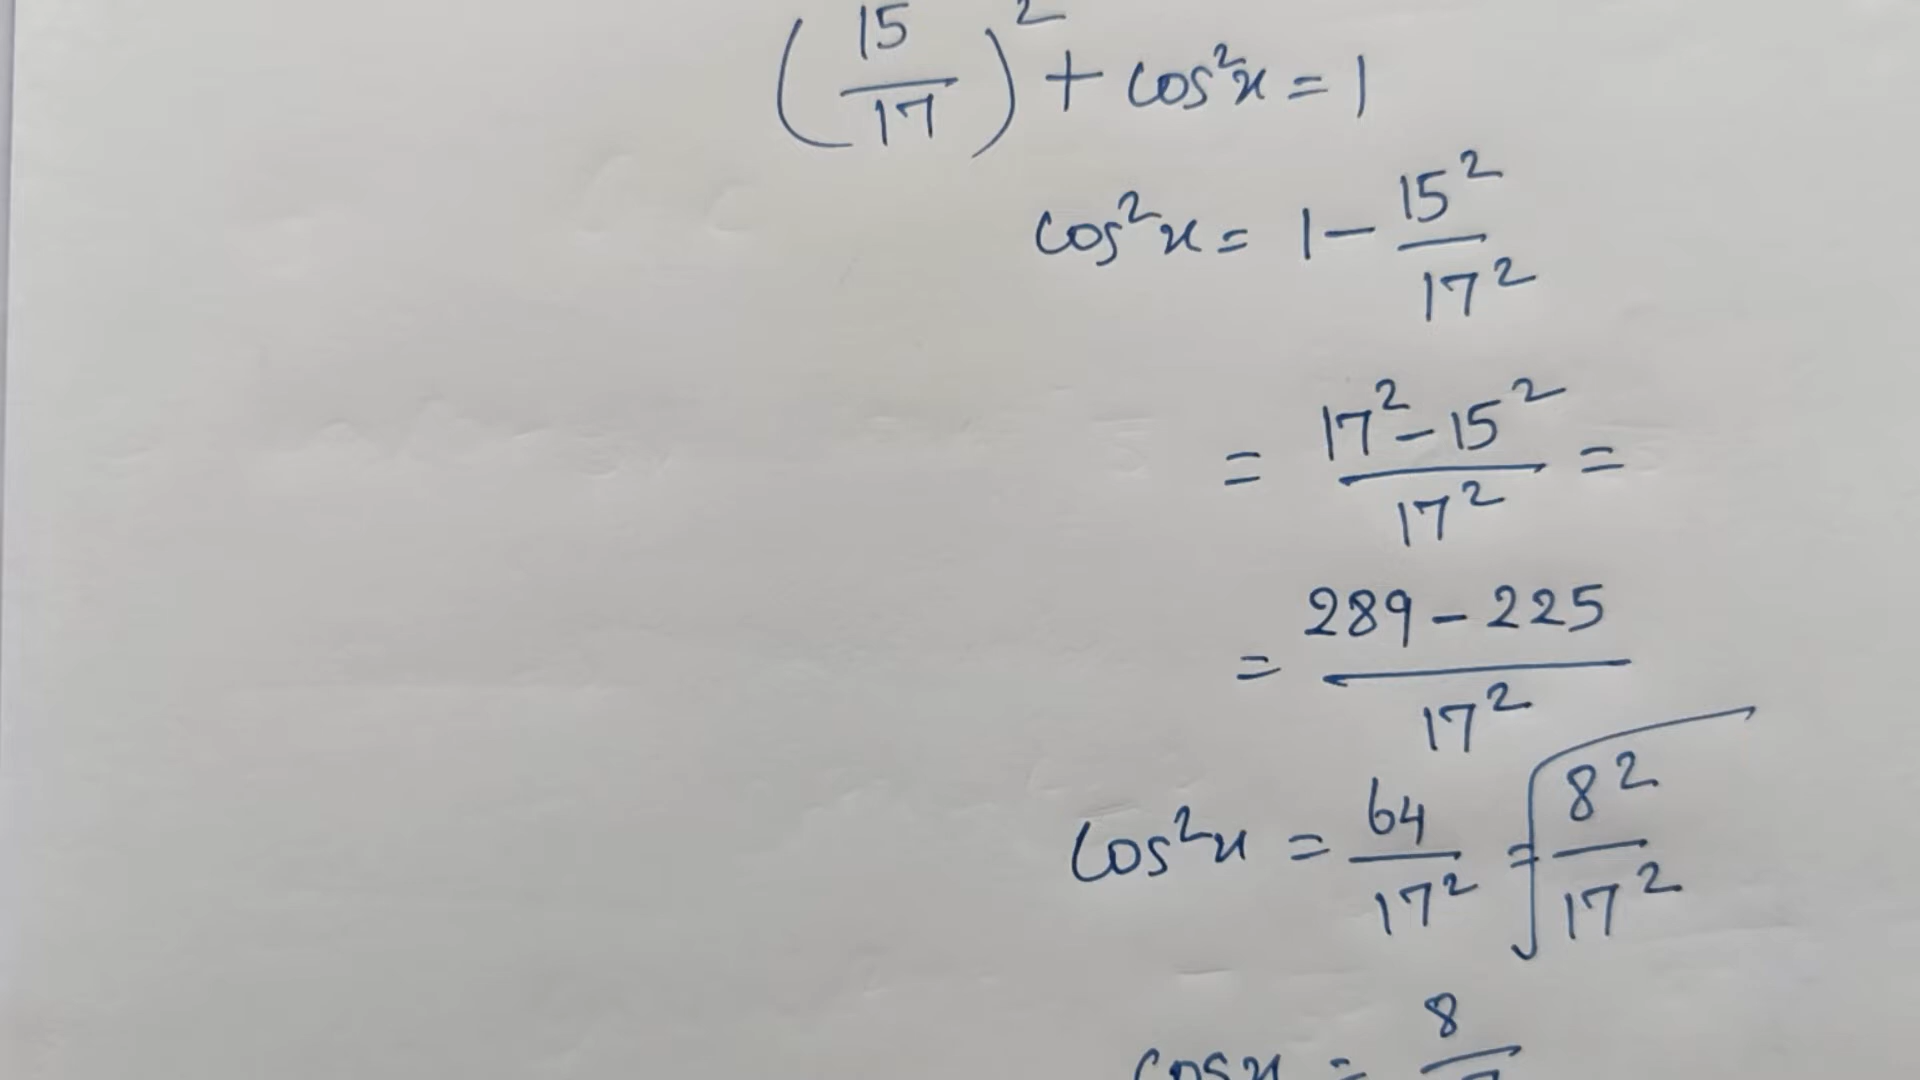 (15/17)² + cos²x = 1
cos²x = 1 - 15²/17²
= 17² - 15²/17² =
= 289 - 225/17²
cos²x = 64/17² = √8²/17²
cos x = 8/